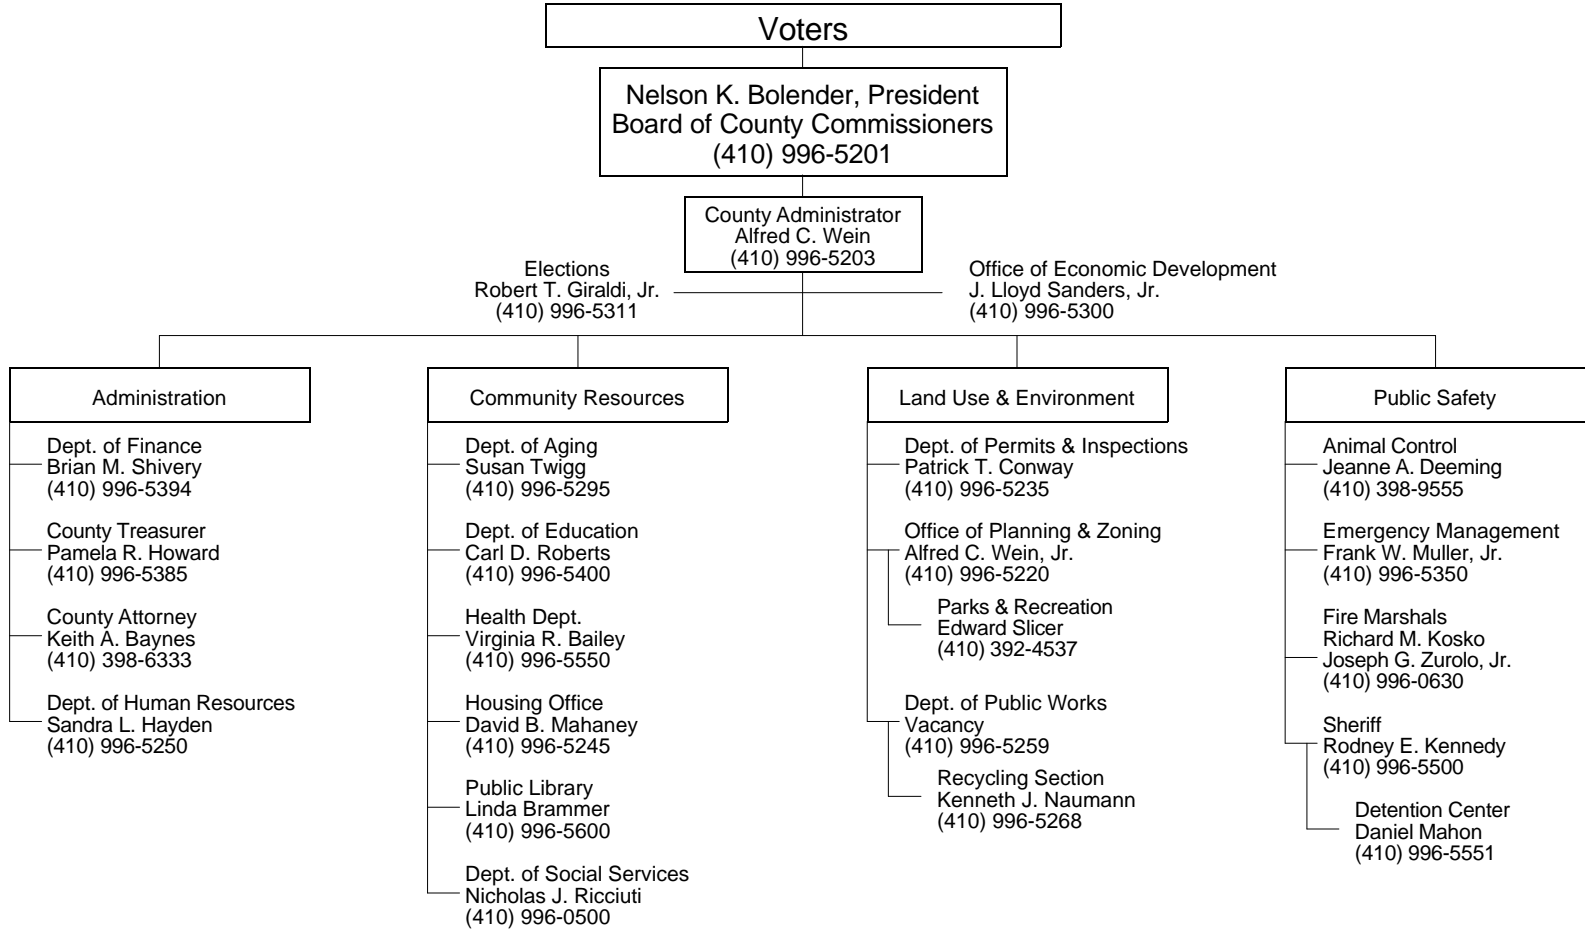 Voters
Nelson K. Bolender, President
Board of County Commissioners
(410) 996-5201
County Administrator
Alfred C. Wein
(410) 996-5203
Elections
Robert T. Giraldi, Jr.
(410) 996-5311
Office of Economic Development
J. Lloyd Sanders, Jr.
(410) 996-5300
Administration
Dept. of Finance
Brian M. Shivery
(410) 996-5394
County Treasurer
Pamela R. Howard
(410) 996-5385
County Attorney
Keith A. Baynes
(410) 398-6333
Dept. of Human Resources
Sandra L. Hayden
(410) 996-5250
Community Resources
Dept. of Aging
Susan Twigg
(410) 996-5295
Dept. of Education
Carl D. Roberts
(410) 996-5400
Health Dept.
Virginia R. Bailey
(410) 996-5550
Housing Office
David B. Mahaney
(410) 996-5245
Public Library
Linda Brammer
(410) 996-5600
Dept. of Social Services
Nicholas J. Ricciuti
(410) 996-0500
Land Use & Environment
Dept. of Permits & Inspections
Patrick T. Conway
(410) 996-5235
Office of Planning & Zoning
Alfred C. Wein, Jr.
(410) 996-5220
Parks & Recreation
Edward Slicer
(410) 392-4537
Dept. of Public Works
Vacancy
(410) 996-5259
Recycling Section
Kenneth J. Naumann
(410) 996-5268
Public Safety
Animal Control
Jeanne A. Deeming
(410) 398-9555
Emergency Management
Frank W. Muller, Jr.
(410) 996-5350
Fire Marshals
Richard M. Kosko
Joseph G. Zurolo, Jr.
(410) 996-0630
Sheriff
Rodney E. Kennedy
(410) 996-5500
Detention Center
Daniel Mahon
(410) 996-5551